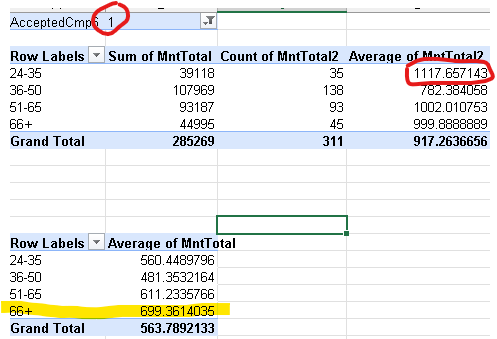 AcceptedCmp6 1
Row Labels Sum of MntTotal Count of MntTotal2 Average of MntTotal2
24-35 39118 35 1117.657143
36-50 107969 138 782.384058
51-65 93187 93 1002.010753
66+ 44995 45 999.8888889
Grand Total 285269 311 917.2636656
Row Labels Average of MntTotal
24-35 560.4489796
36-50 481.3532164
51-65 611.2335766
66+ 699.3614035
Grand Total 563.7892133